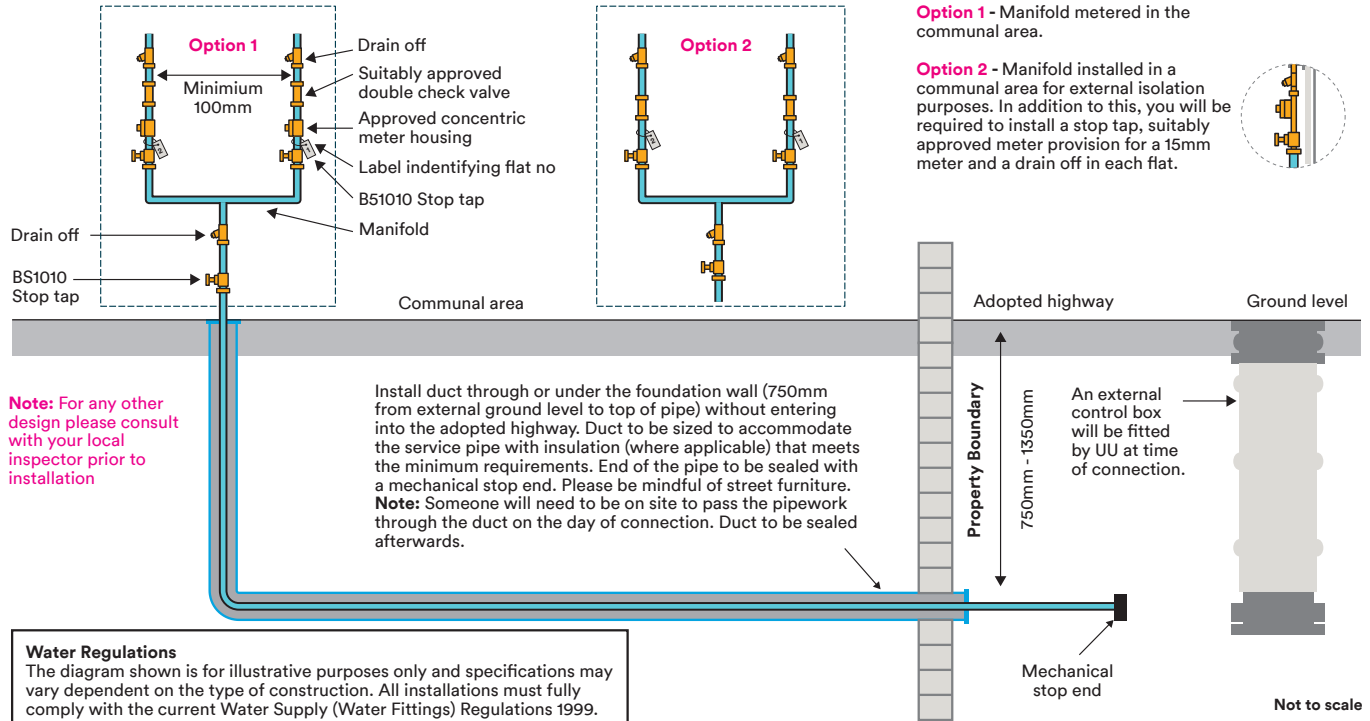 Option 1
Minimum
100mm
Drain off
Suitably approved
double check valve
Approved concentric
meter housing
Label indentifying flat no
B51010 Stop tap
Manifold
Drain off
BS1010
Stop tap
Option 2
Option 1 - Manifold metered in the
communal area.
Option 2 - Manifold installed in a
communal area for external isolation
purposes. In addition to this, you will be
required to install a stop tap, suitably
approved meter provision for a 15mm
meter and a drain off in each flat.
Communal area
Adopted highway
Ground level
Note: For any other
design please consult
with your local
inspector prior to
installation
Install duct through or under the foundation wall (750mm
from external ground level to top of pipe) without entering
into the adopted highway. Duct to be sized to accommodate
the service pipe with insulation (where applicable) that meets
the minimum requirements. End of the pipe to be sealed with
a mechanical stop end. Please be mindful of street furniture.
Note: Someone will need to be on site to pass the pipework
through the duct on the day of connection. Duct to be sealed
afterwards.
Property Boundary
750mm - 1350mm
An external
control box
will be fitted
by UU at time
of connection.
Water Regulations
The diagram shown is for illustrative purposes only and specifications may
vary dependent on the type of construction. All installations must fully
comply with the current Water Supply (Water Fittings) Regulations 1999.
Mechanical
stop end
Not to scale